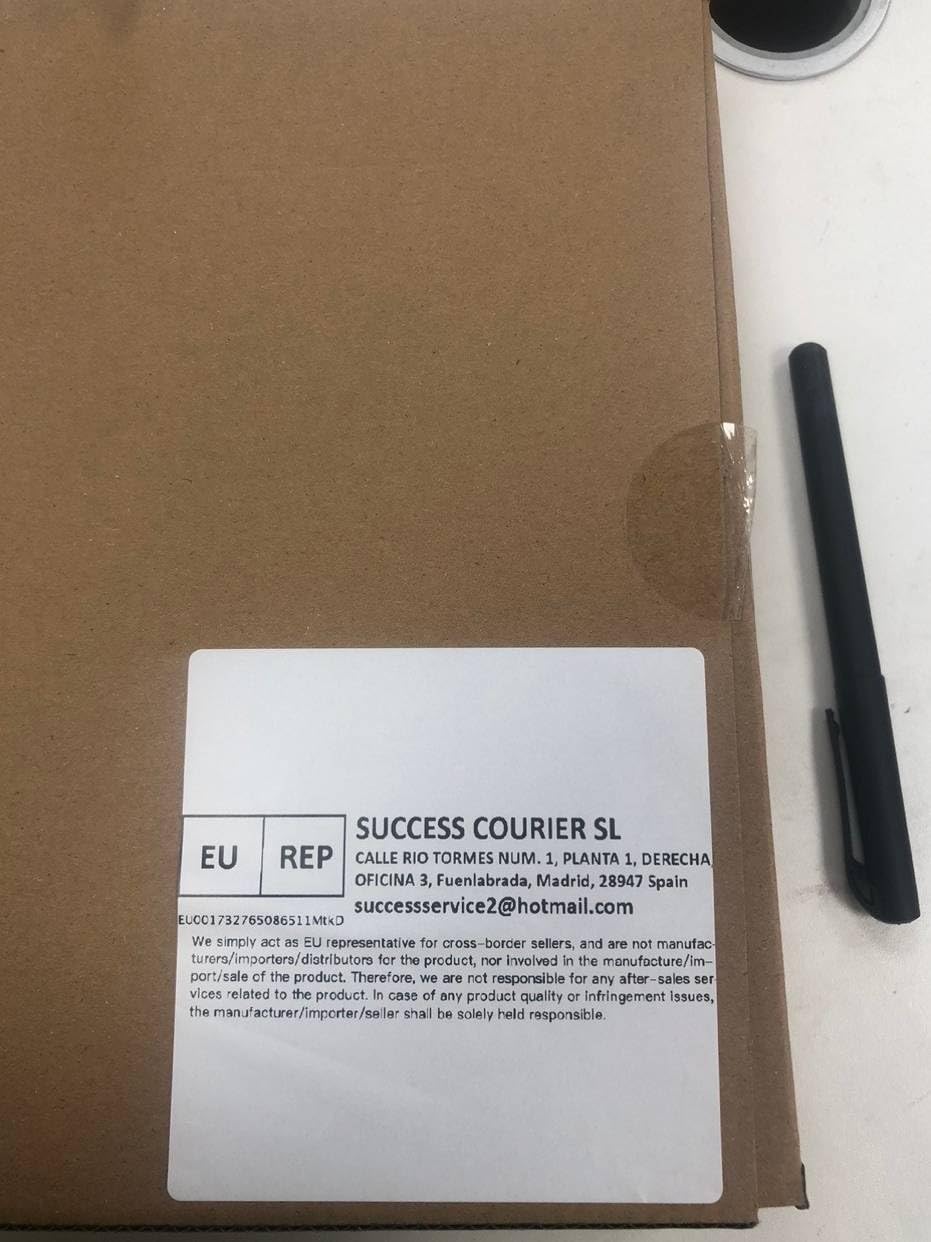 EU REP
SUCCESS COURIER SL
CALLE RIO TORMES NUM. 1, PLANTA 1, DERECHA,
OFICINA 3, Fuenlabrada, Madrid, 28947 Spain
successservice2@hotmail.com
EU001732765086511MtkD
We simply act as EU representative for cross-border sellers, and are not manufac-
turers/importers/distributors for the product, nor involved in the manufacture/im-
port/sale of the product. Therefore, we are not responsible for any after-sales ser-
vices related to the product. In case of any product quality or infringement issues,
the manufacturer/importer/seller shall be solely held responsible.